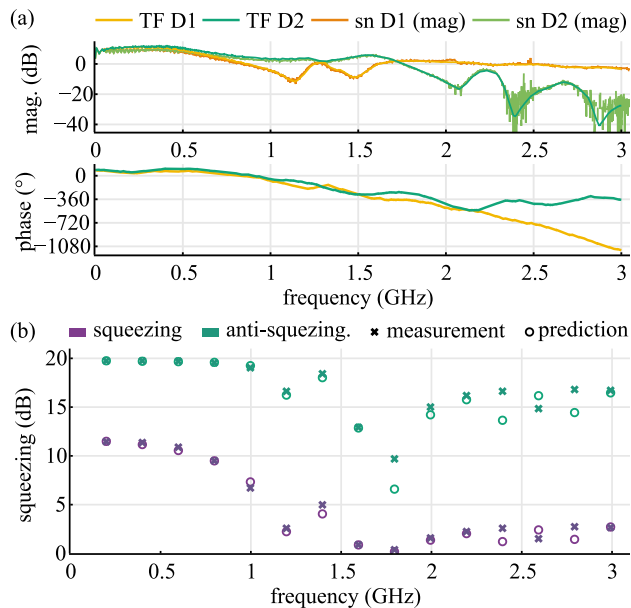 (a)
TF D1 TF D2 sn D1 (mag) sn D2 (mag)
mag. (dB)
0
−20
−40
0 0.5 1 1.5 2 2.5 3
phase (°)
0
−360
−720
−1080
0 0.5 1 1.5 2 2.5 3
frequency (GHz)
(b)
squeezing anti-squezing. measurement prediction
squeezing (dB)
20
15
10
5
0
0 0.5 1 1.5 2 2.5 3
frequency (GHz)